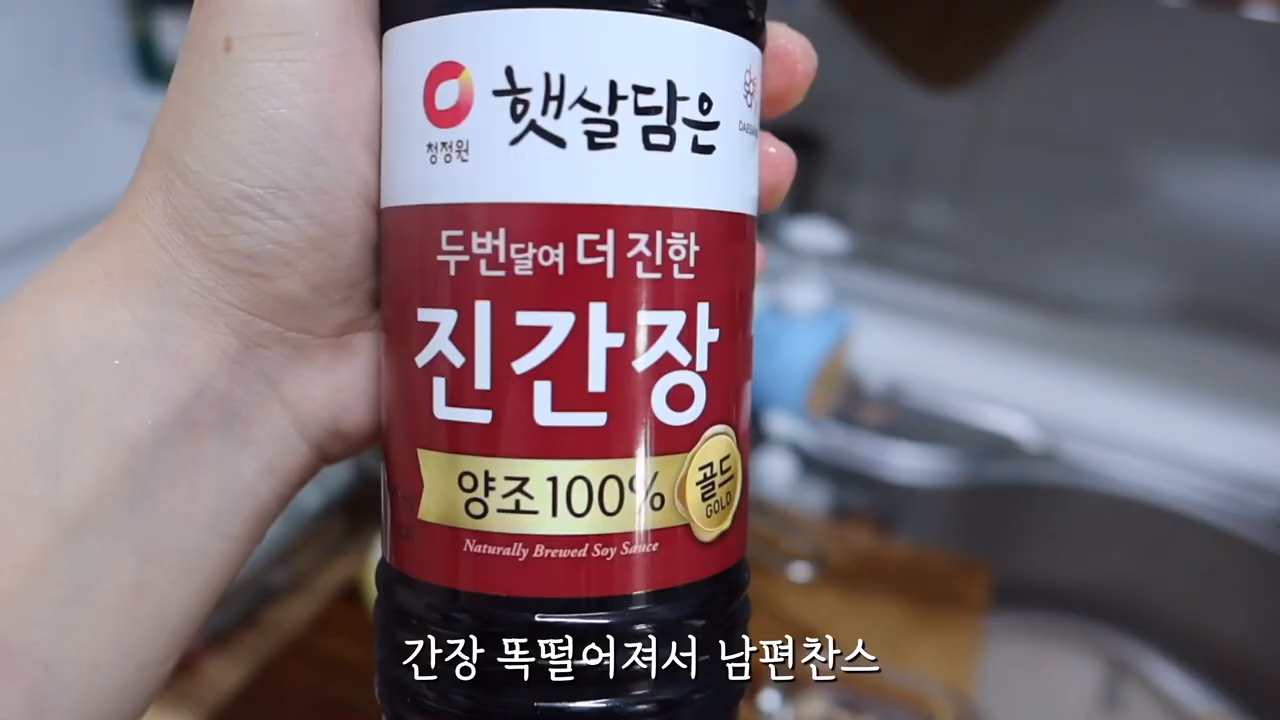 햇살담은
청정원
두번달여 더 진한
진간장
양조100%
골드
GOLD
Naturally Brewed Soy Sauce
간장 똑떨어져서 남편찬스